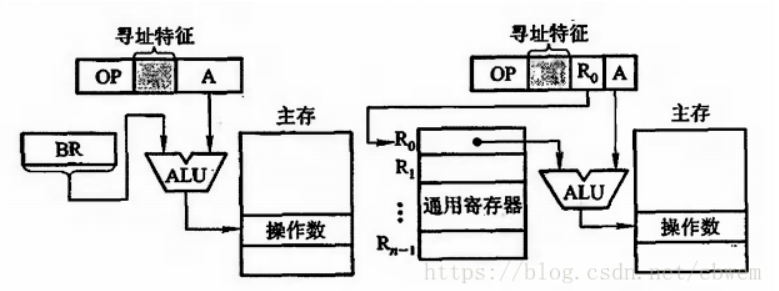 寻址特征
OP
A
主存
BR
ALU
操作数
寻址特征
OP
R₀
A
主存
R₀
R₁
通用寄存器
⋮
Rₙ₋₁
ALU
操作数
https://blog.csdn.net/cbwem